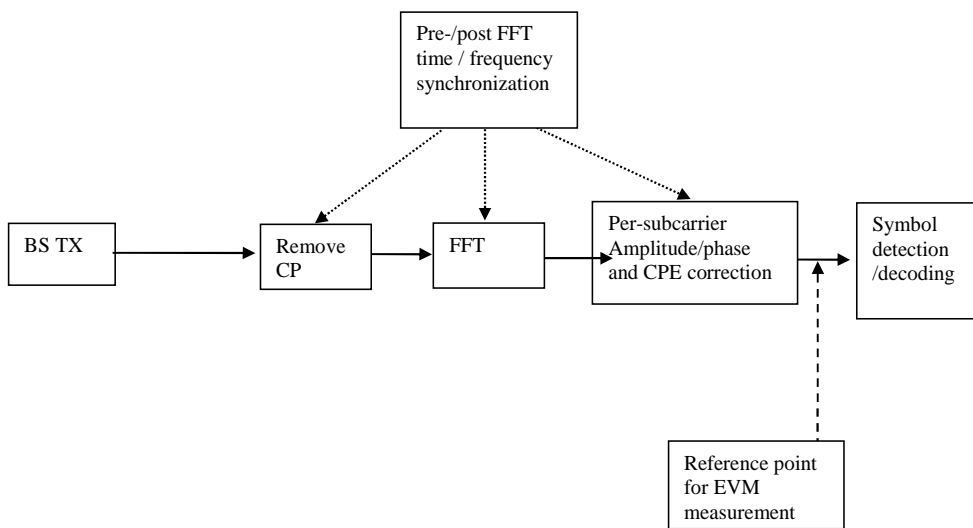 Pre-/post FFT
time / frequency
synchronization
BS TX
Remove
CP
FFT
Per-subcarrier
Amplitude/phase
and CPE correction
Symbol
detection
/decoding
Reference point
for EVM
measurement